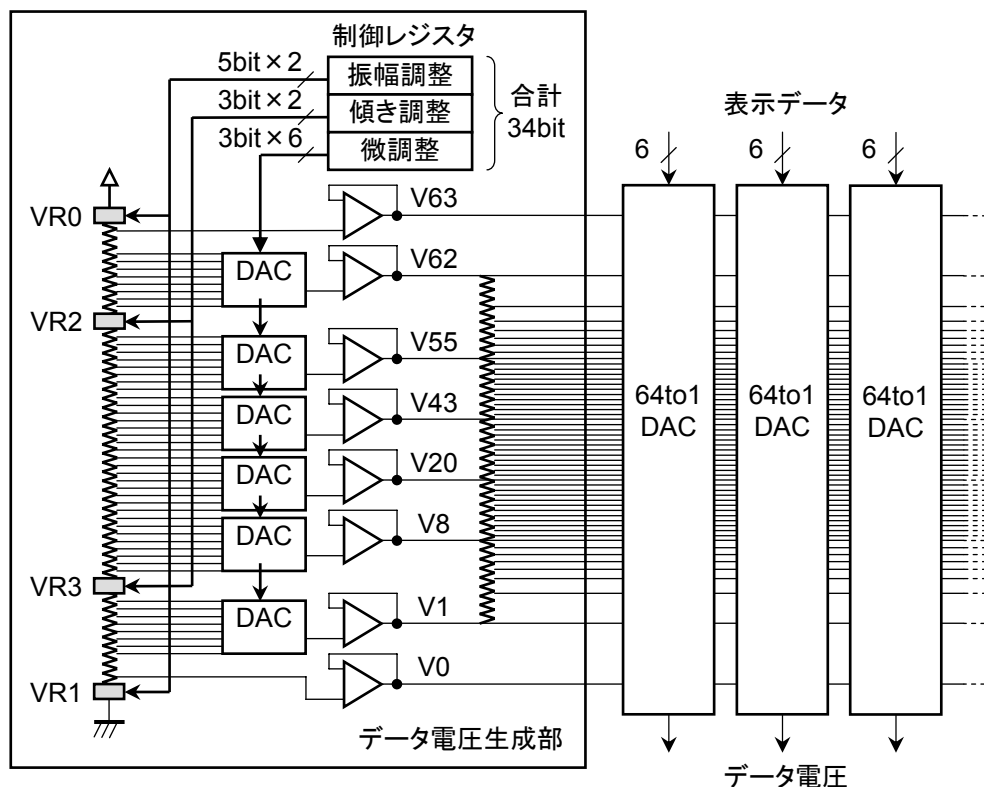 制御レジスタ
5bit×2
振幅調整
3bit×2
傾き調整
3bit×6
微調整
合計
34bit
表示データ
6
6
6
VR0
V63
DAC
V62
VR2
DAC
V55
DAC
V43
DAC
V20
DAC
V8
VR3
DAC
V1
VR1
V0
64to1
DAC
64to1
DAC
64to1
DAC
データ電圧生成部
データ電圧